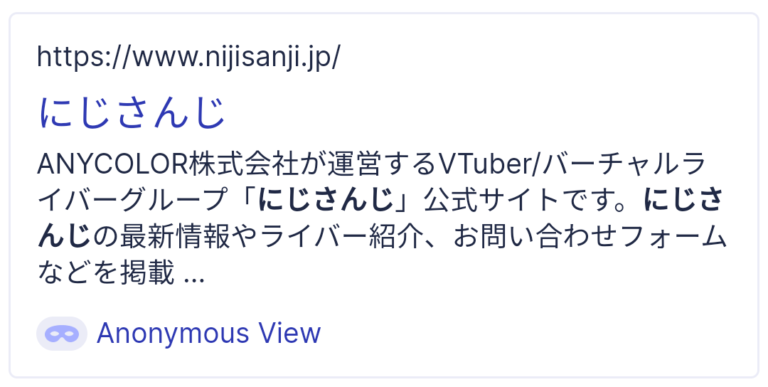 https://www.nijisanji.jp/
にじさんじ
ANYCOLOR株式会社が運営するVTuber/バーチャルラ
イバーグループ「にじさんじ」公式サイトです。にじさ
んじの最新情報やライバー紹介、お問い合わせフォーム
などを掲載 ...
Anonymous View